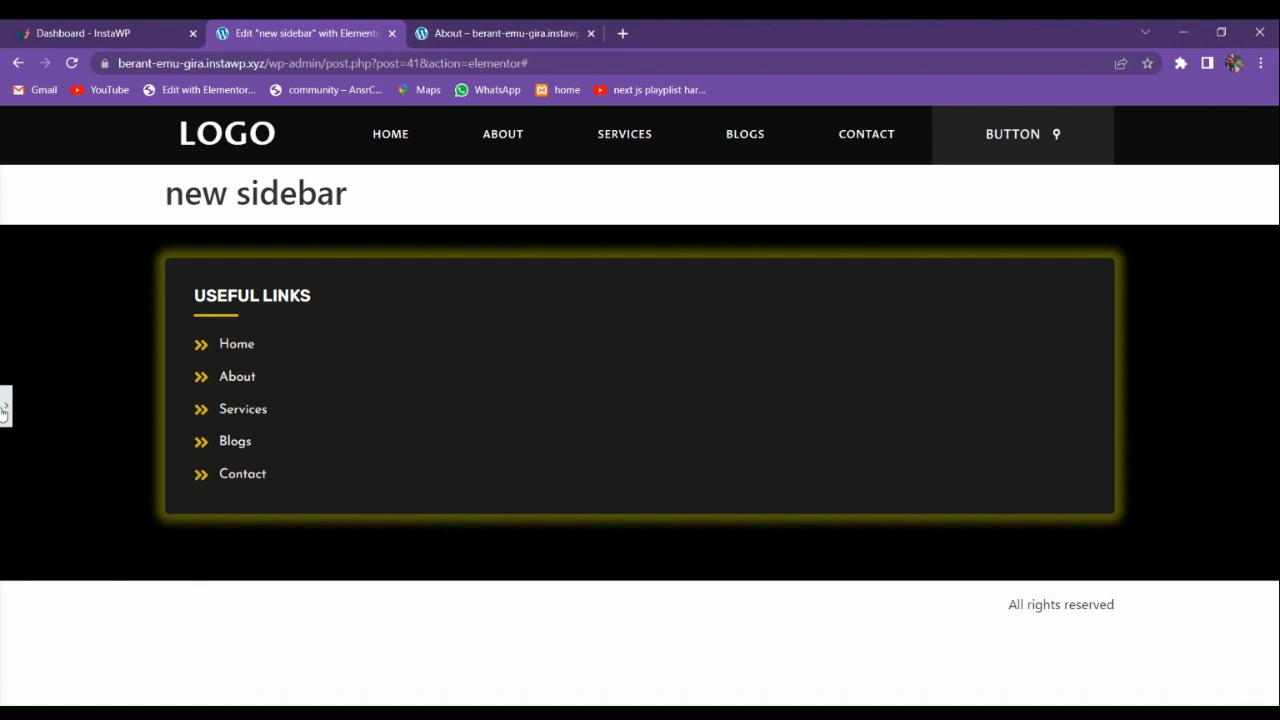 Dashboard - InstaWP
Edit "new sidebar" with Elemento
About – berant-emu-gira.instawp
berant-emu-gira.instawp.xyz/wp-admin/post.php?post=41&action=elementor#
Gmail
YouTube
Edit with Elementor...
community – AnsrC...
Maps
WhatsApp
home
next js playplist har...
LOGO
HOME
ABOUT
SERVICES
BLOGS
CONTACT
BUTTON
new sidebar
USEFUL LINKS
Home
About
Services
Blogs
Contact
All rights reserved